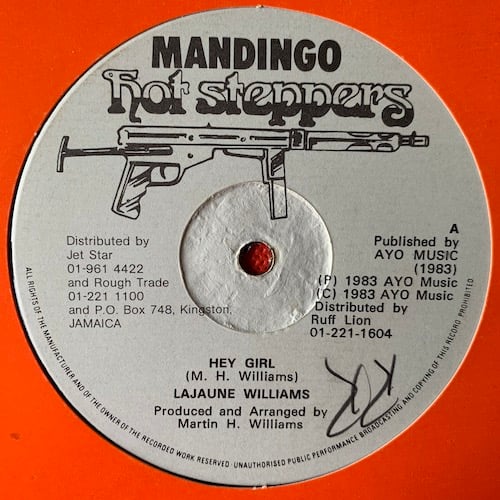 MANDINGO
hot steppers
Distributed by
Jet Star
01-961 4422
and Rough Trade
01-221 1100
and P.O. Box 748, Kingston,
JAMAICA
A
Published by
AYO MUSIC
(1983)
(P) 1983 AYO Music
(C) 1983 AYO Music
Distributed by
Ruff Lion
01-221-1604
HEY GIRL
(M. H. Williams)
LAJAUNE WILLIAMS
Produced and Arranged by
Martin H. Williams
ALL RIGHTS OF THE MANUFACTURER AND OF THE OWNER OF THE RECORDED WORK RESERVED · UNAUTHORISED PUBLIC PERFORMANCE BROADCASTING AND COPYING OF THIS RECORD PROHIBITED